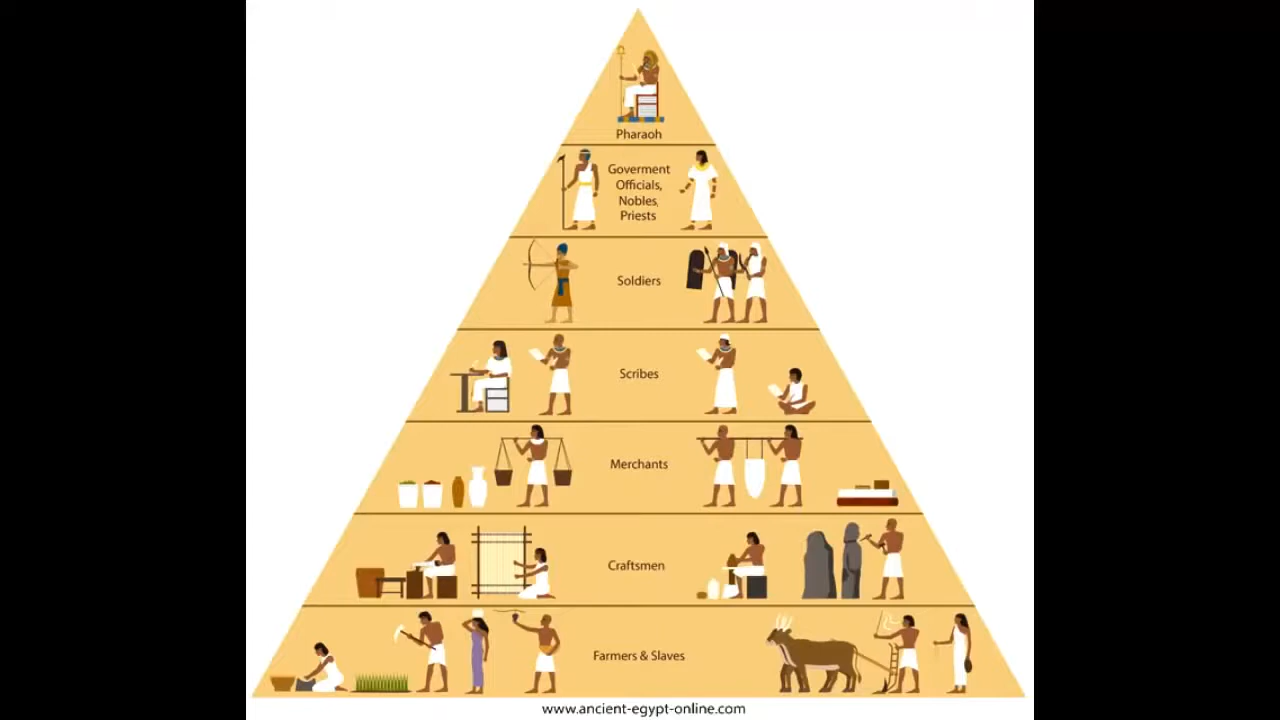 Pharaoh
Goverment
Officials,
Nobles,
Priests
Soldiers
Scribes
Merchants
Craftsmen
Farmers & Slaves
www.ancient-egypt-online.com